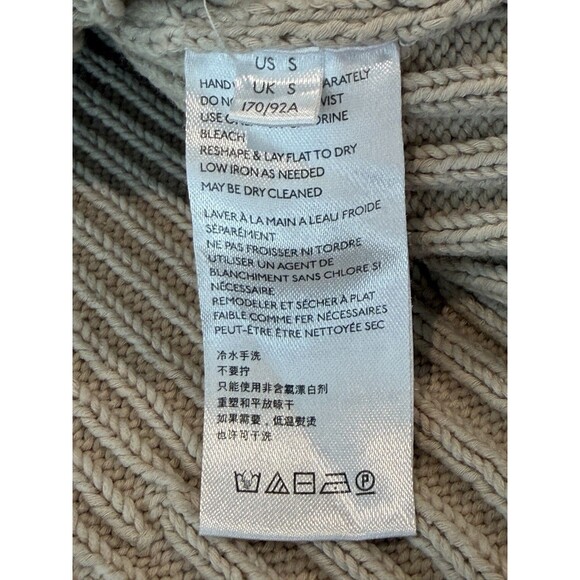 US S
UK S
170/92A
HAND ARATELY
DO NO WIST
USE ORINE
BLEACH
RESHAPE & LAY FLAT TO DRY
LOW IRON AS NEEDED
MAY BE DRY CLEANED
LAVER À LA MAIN A LEAU FROIDE
SÉPARÉMENT
NE PAS FROISSER NI TORDRE
UTILISER UN AGENT DE
BLANCHIMENT SANS CHLORE SI
NÉCESSAIRE
REMODELER ET SÉCHER À PLAT
FAIBLE COMME FER NÉCESSAIRES
PEUT-ÊTRE ÊTRE NETTOYÉE SEC
冷水手洗
不要拧
只能使用非含氯漂白剂
重塑和平放晾干
如果需要，低温熨烫
也许可干洗
P